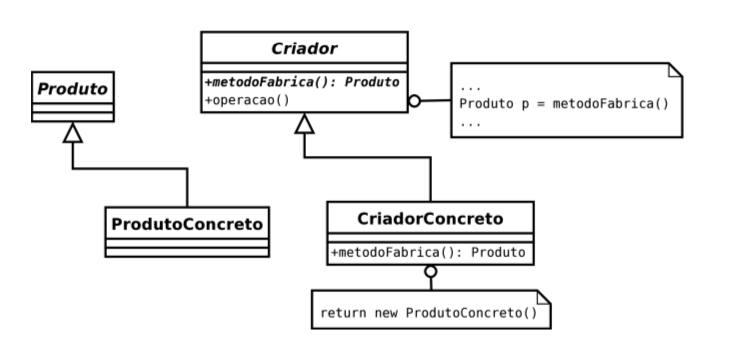 Criador
+metodoFabrica(): Produto
+operacao()
...
Produto p = metodoFabrica()
...
Produto
ProdutoConcreto
CriadorConcreto
+metodoFabrica(): Produto
return new ProdutoConcreto()